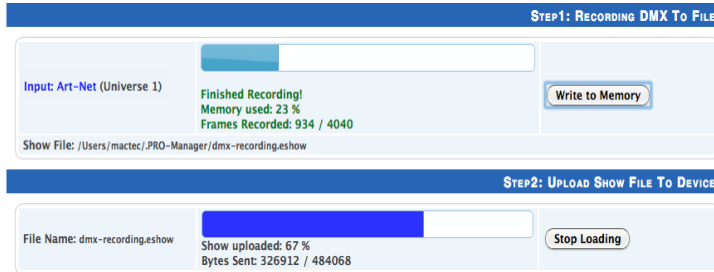 STEP1: RECORDING DMX TO FILE
Input: Art-Net (Universe 1)
Finished Recording!
Memory used: 23 %
Frames Recorded: 934 / 4040
Write to Memory
Show File: /Users/mactec/.PRO-Manager/dmx-recording.eshow
STEP2: UPLOAD SHOW FILE TO DEVICE
File Name: dmx-recording.eshow
Show uploaded: 67 %
Bytes Sent: 326912 / 484068
Stop Loading